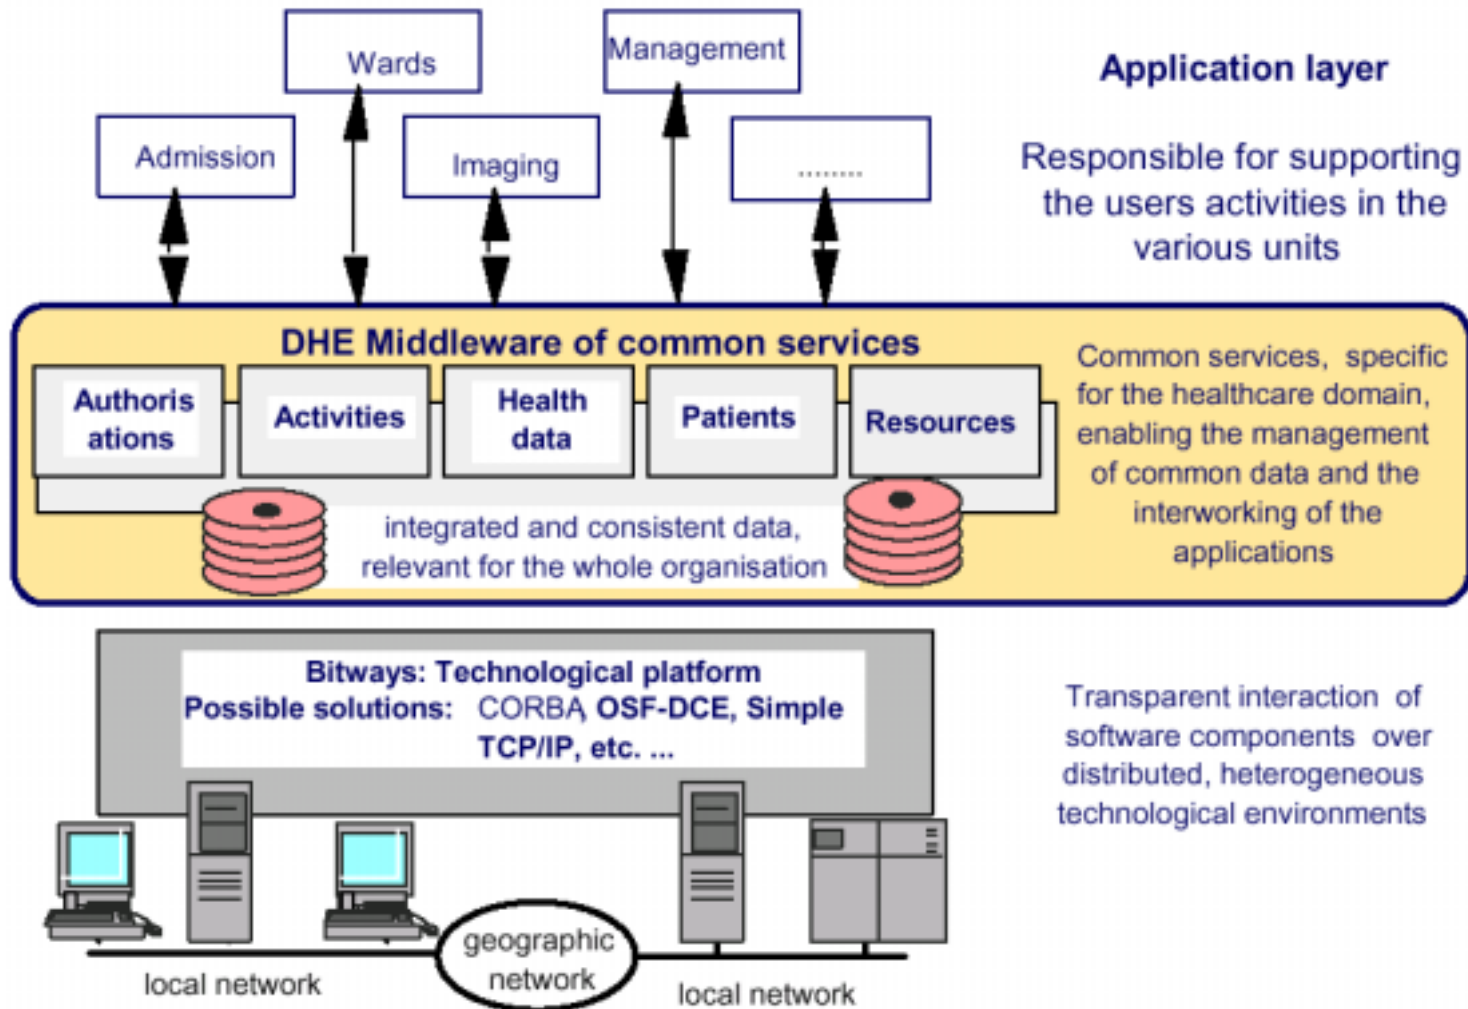 Wards
Management
Admission
Imaging
........
Application layer
Responsible for supporting
the users activities in the
various units
DHE Middleware of common services
Authoris
ations
Activities
Health
data
Patients
Resources
integrated and consistent data,
relevant for the whole organisation
Common services, specific
for the healthcare domain,
enabling the management
of common data and the
interworking of the
applications
Bitways: Technological platform
Possible solutions: CORBA, OSF-DCE, Simple
TCP/IP, etc. ...
Transparent interaction of
software components over
distributed, heterogeneous
technological environments
geographic
network
local network
local network